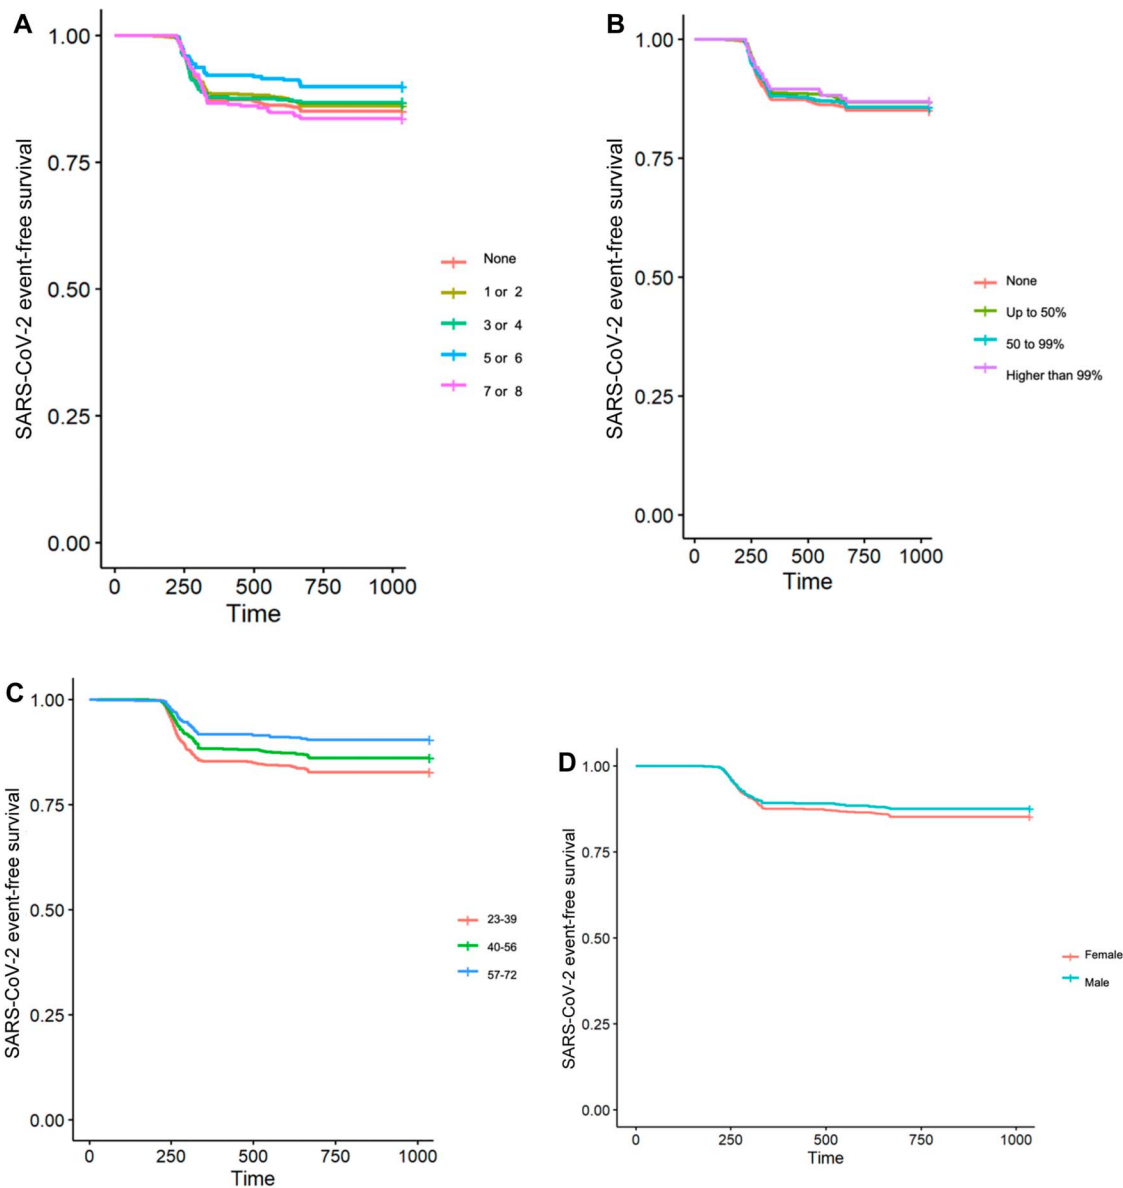 A
SARS-CoV-2 event-free survival
1.00
0.75
0.50
0.25
0.00
0 250 500 750 1000
Time
None
1 or 2
3 or 4
5 or 6
7 or 8
B
SARS-CoV-2 event-free survival
1.00
0.75
0.50
0.25
0.00
0 250 500 750 1000
Time
None
Up to 50%
50 to 99%
Higher than 99%
C
SARS-CoV-2 event-free survival
1.00
0.75
0.50
0.25
0.00
0 250 500 750 1000
Time
23-39
40-56
57-72
D
SARS-CoV-2 event-free survival
1.00
0.75
0.50
0.25
0.00
0 250 500 750 1000
Time
Female
Male